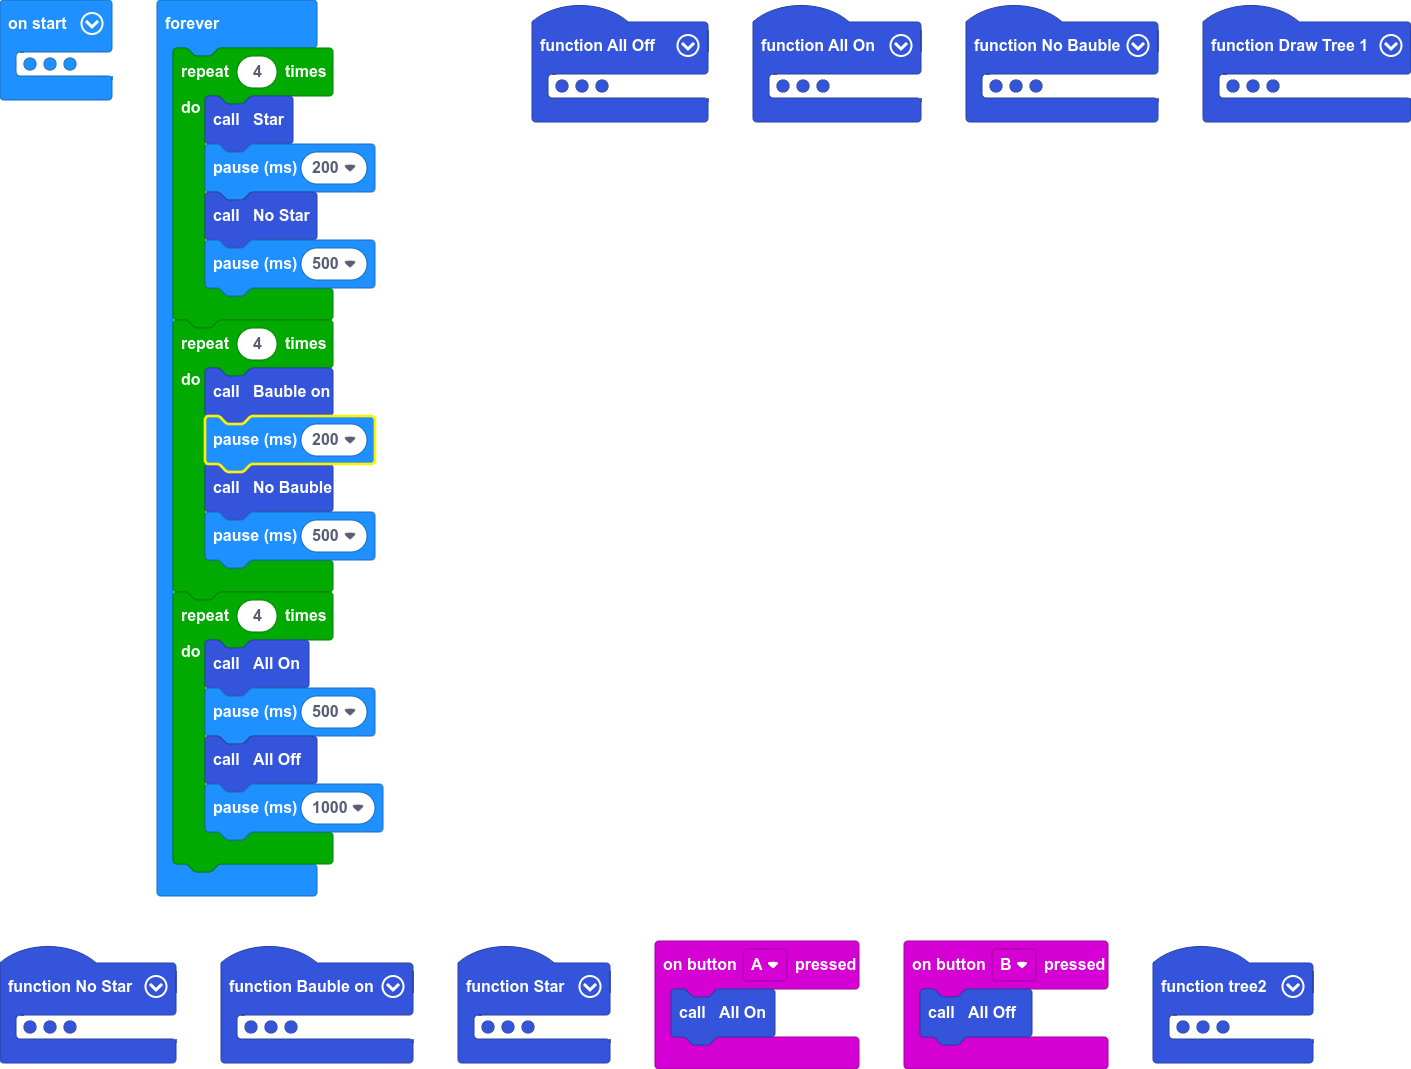 on start
forever
repeat 4 times
do
call Star
pause (ms) 200
call No Star
pause (ms) 500
repeat 4 times
do
call Bauble on
pause (ms) 200
call No Bauble
pause (ms) 500
repeat 4 times
do
call All On
pause (ms) 500
call All Off
pause (ms) 1000
function All Off
function All On
function No Bauble
function Draw Tree 1
function No Star
function Bauble on
function Star
on button A pressed
call All On
on button B pressed
call All Off
function tree2